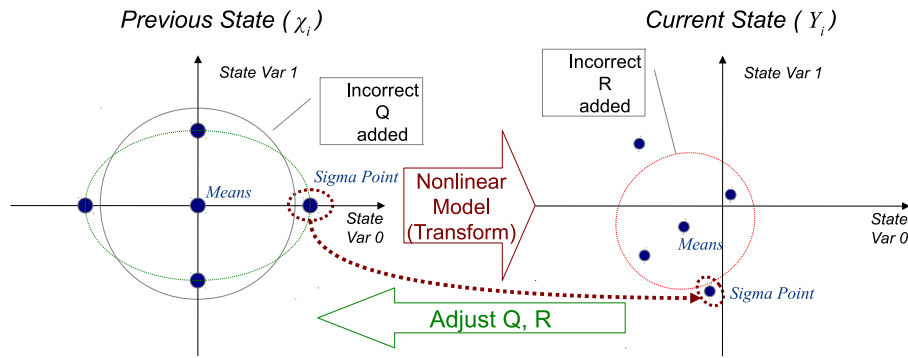 Previous State ( χi )
Current State ( Yi )
State Var 1
Incorrect
Q
added
Means
Sigma Point
State
Var 0
Nonlinear
Model
(Transform)
State Var 1
Incorrect
R
added
Means
State
Var 0
Sigma Point
Adjust Q, R